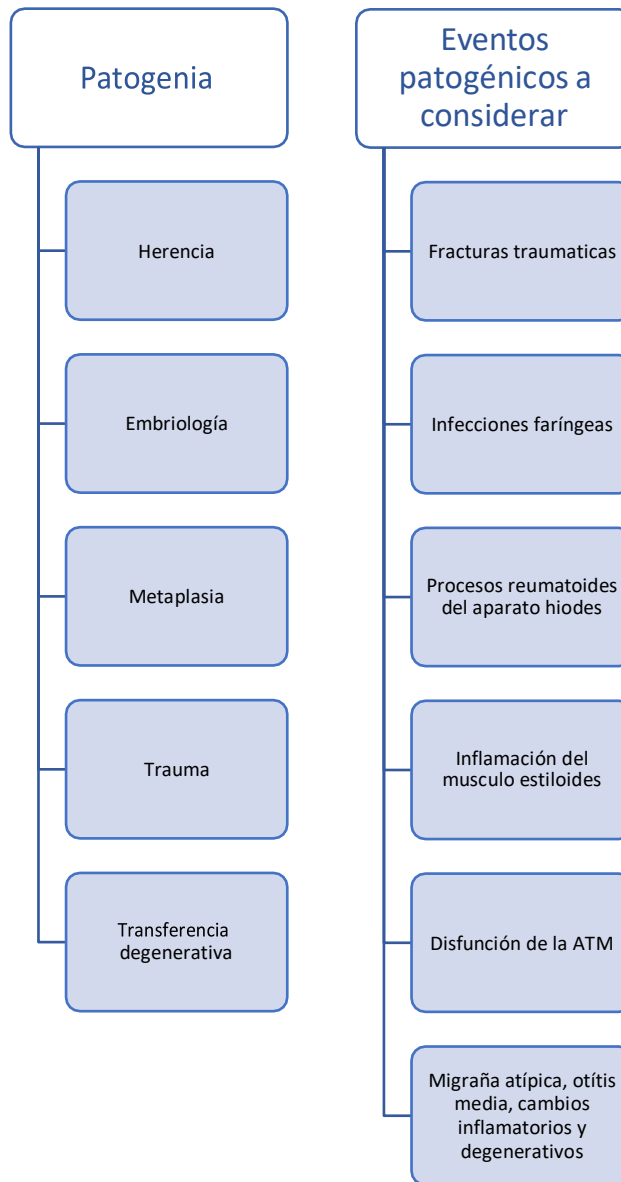 Patogenia
Herencia
Embriología
Metaplasia
Trauma
Transferencia
degenerativa
Eventos
patogénicos a
considerar
Fracturas traumaticas
Infecciones faríngeas
Procesos reumatoides
del aparato hiodes
Inflamación del
musculo estiloides
Disfunción de la ATM
Migraña atípica, otítis
media, cambios
inflamatorios y
degenerativos